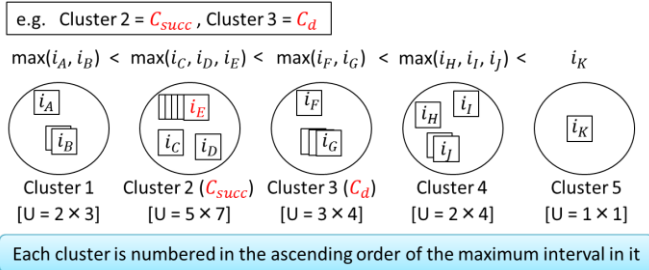 e.g. Cluster 2 = C_succ , Cluster 3 = C_d
max(i_A, i_B) < max(i_C, i_D, i_E) < max(i_F, i_G) < max(i_H, i_I, i_J) < i_K
i_A i_B i_E i_C i_D i_F i_G i_H i_I i_J i_K
Cluster 1 Cluster 2 (C_succ) Cluster 3 (C_d) Cluster 4 Cluster 5
[U = 2 × 3] [U = 5 × 7] [U = 3 × 4] [U = 2 × 4] [U = 1 × 1]
Each cluster is numbered in the ascending order of the maximum interval in it